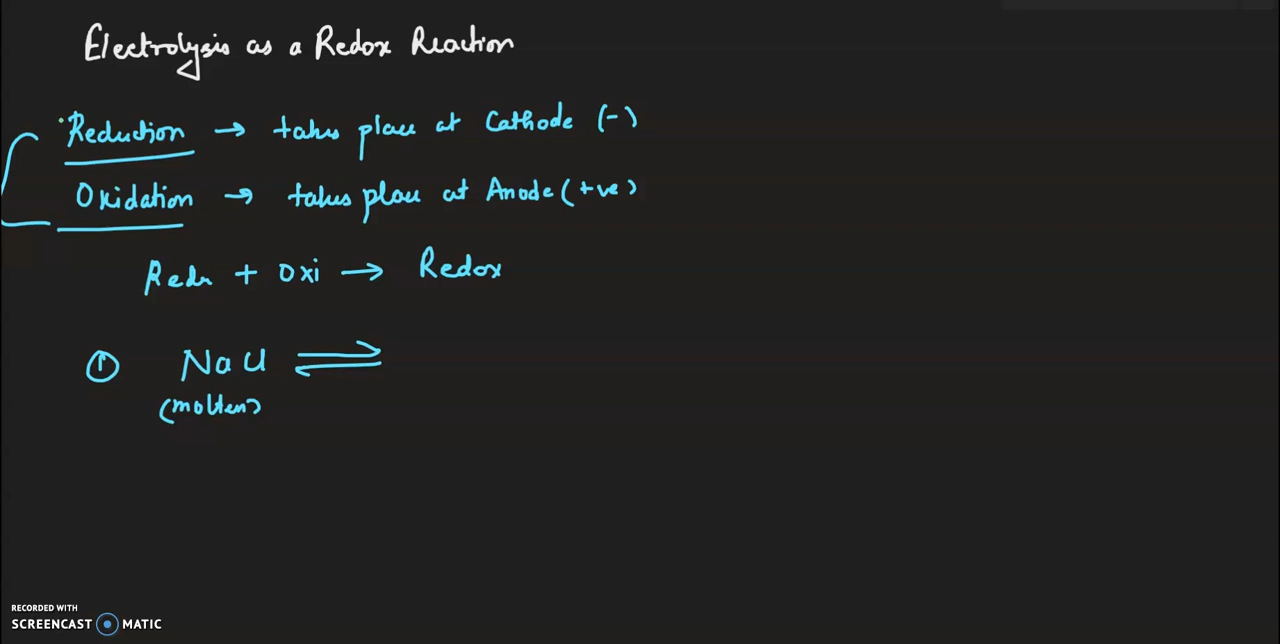 Electrolysis as a Redox Reaction
Reduction → takes place at Cathode (-)
Oxidation → takes place at Anode (+ve)
Redn + Oxi → Redox
① NaCl ⇌
(molten)
RECORDED WITH
SCREENCAST MATIC